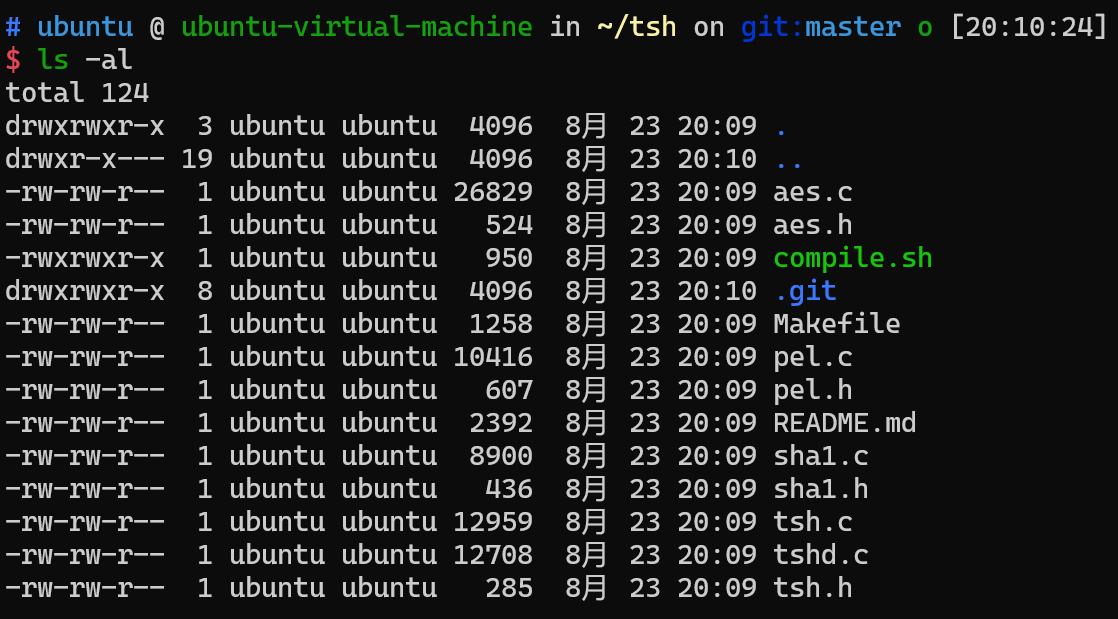 # ubuntu @ ubuntu-virtual-machine in ~/tsh on git:master o [20:10:24]
$ ls -al
total 124
drwxrwxr-x  3 ubuntu ubuntu  4096  8月 23 20:09 .
drwxr-x--- 19 ubuntu ubuntu  4096  8月 23 20:10 ..
-rw-rw-r--  1 ubuntu ubuntu 26829  8月 23 20:09 aes.c
-rw-rw-r--  1 ubuntu ubuntu   524  8月 23 20:09 aes.h
-rwxrwxr-x  1 ubuntu ubuntu   950  8月 23 20:09 compile.sh
drwxrwxr-x  8 ubuntu ubuntu  4096  8月 23 20:10 .git
-rw-rw-r--  1 ubuntu ubuntu  1258  8月 23 20:09 Makefile
-rw-rw-r--  1 ubuntu ubuntu 10416  8月 23 20:09 pel.c
-rw-rw-r--  1 ubuntu ubuntu   607  8月 23 20:09 pel.h
-rw-rw-r--  1 ubuntu ubuntu  2392  8月 23 20:09 README.md
-rw-rw-r--  1 ubuntu ubuntu  8900  8月 23 20:09 sha1.c
-rw-rw-r--  1 ubuntu ubuntu   436  8月 23 20:09 sha1.h
-rw-rw-r--  1 ubuntu ubuntu 12959  8月 23 20:09 tsh.c
-rw-rw-r--  1 ubuntu ubuntu 12708  8月 23 20:09 tshd.c
-rw-rw-r--  1 ubuntu ubuntu   285  8月 23 20:09 tsh.h